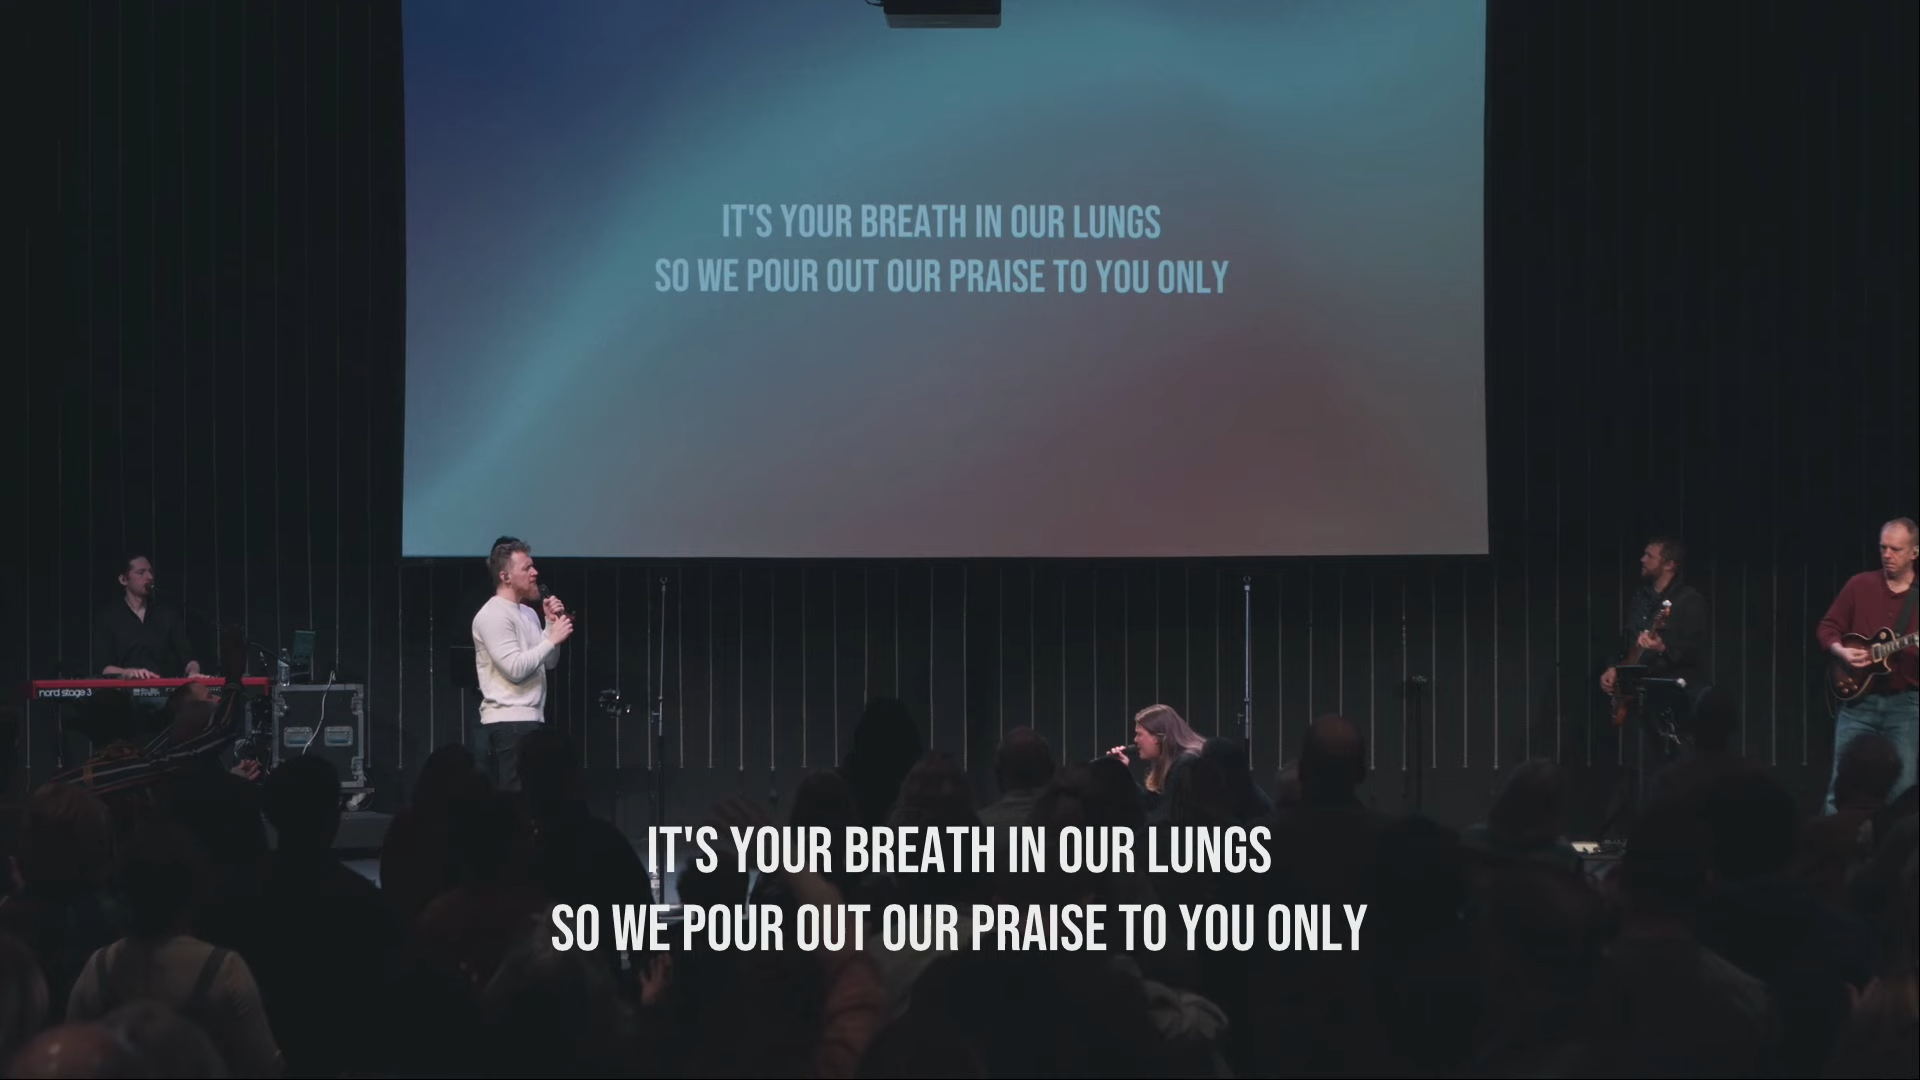 IT'S YOUR BREATH IN OUR LUNGS
SO WE POUR OUT OUR PRAISE TO YOU ONLY
nord stage 3
IT'S YOUR BREATH IN OUR LUNGS
SO WE POUR OUT OUR PRAISE TO YOU ONLY